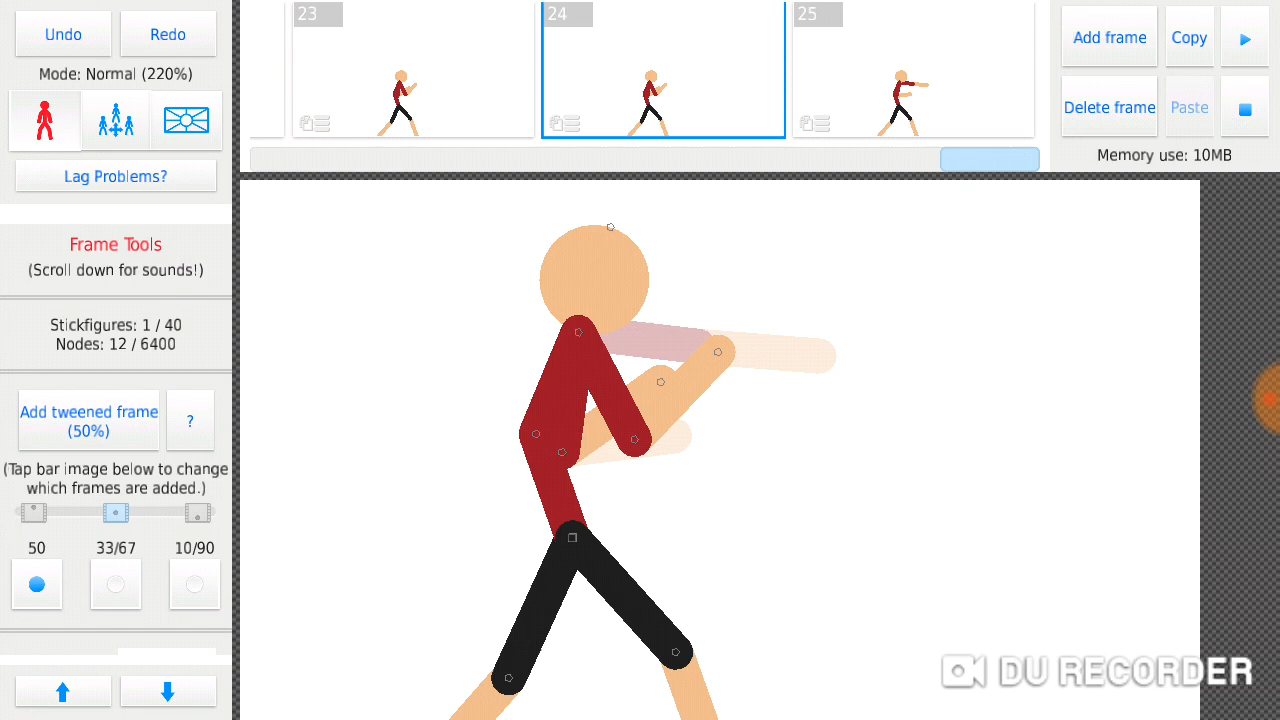 Undo
Redo
Mode: Normal (220%)
Lag Problems?
Frame Tools
(Scroll down for sounds!)
Stickfigures: 1 / 40
Nodes: 12 / 6400
Add tweened frame
(50%)
?
(Tap bar image below to change
which frames are added.)
50
33/67
10/90
23
24
25
Add frame
Copy
Delete frame
Paste
Memory use: 10MB
DU RECORDER